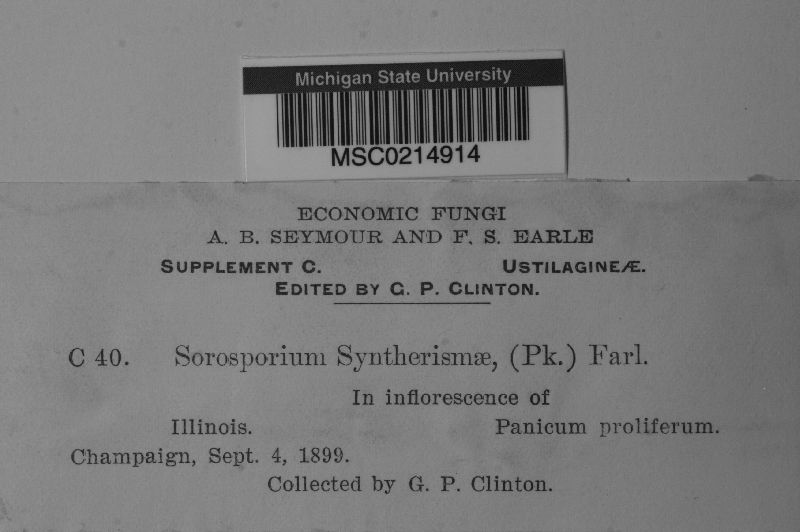 Michigan State University
MSC0214914
ECONOMIC FUNGI
A. B. SEYMOUR AND F. S. EARLE
SUPPLEMENT C. USTILAGINEÆ.
EDITED BY G. P. CLINTON.
C 40. Sorosporium Syntherismæ, (Pk.) Farl.
In inflorescence of
Illinois. Panicum proliferum.
Champaign, Sept. 4, 1899.
Collected by G. P. Clinton.